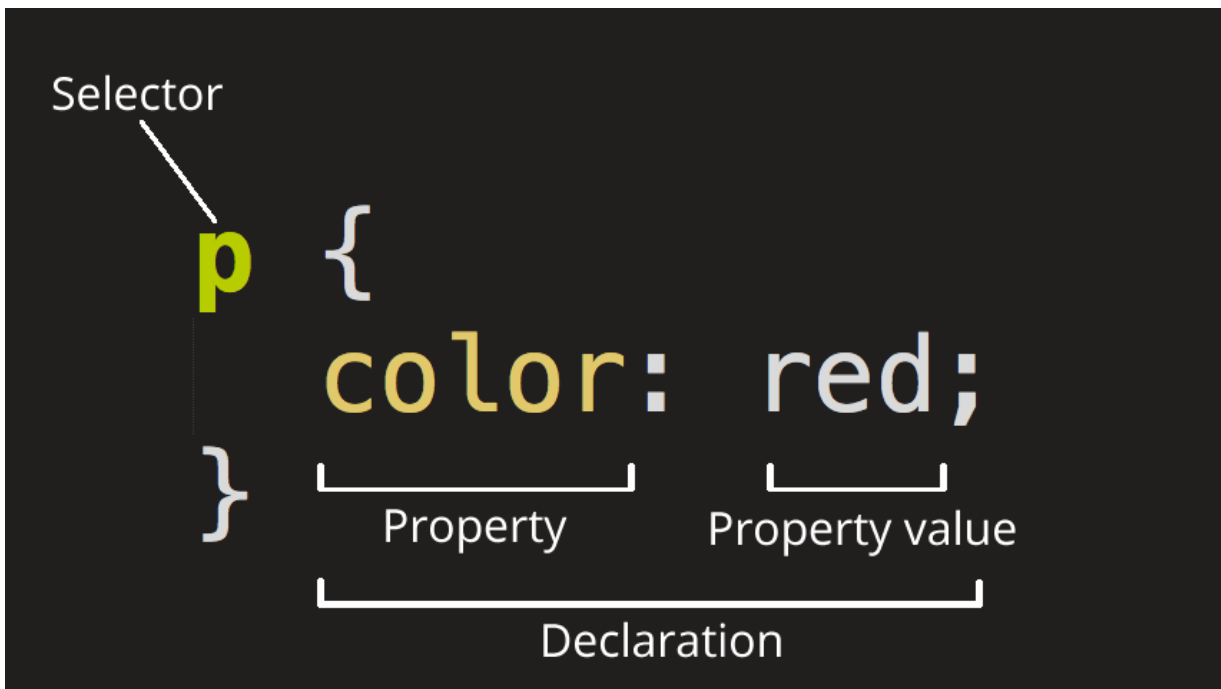 Selector
p {
color: red;
}
Property
Property value
Declaration